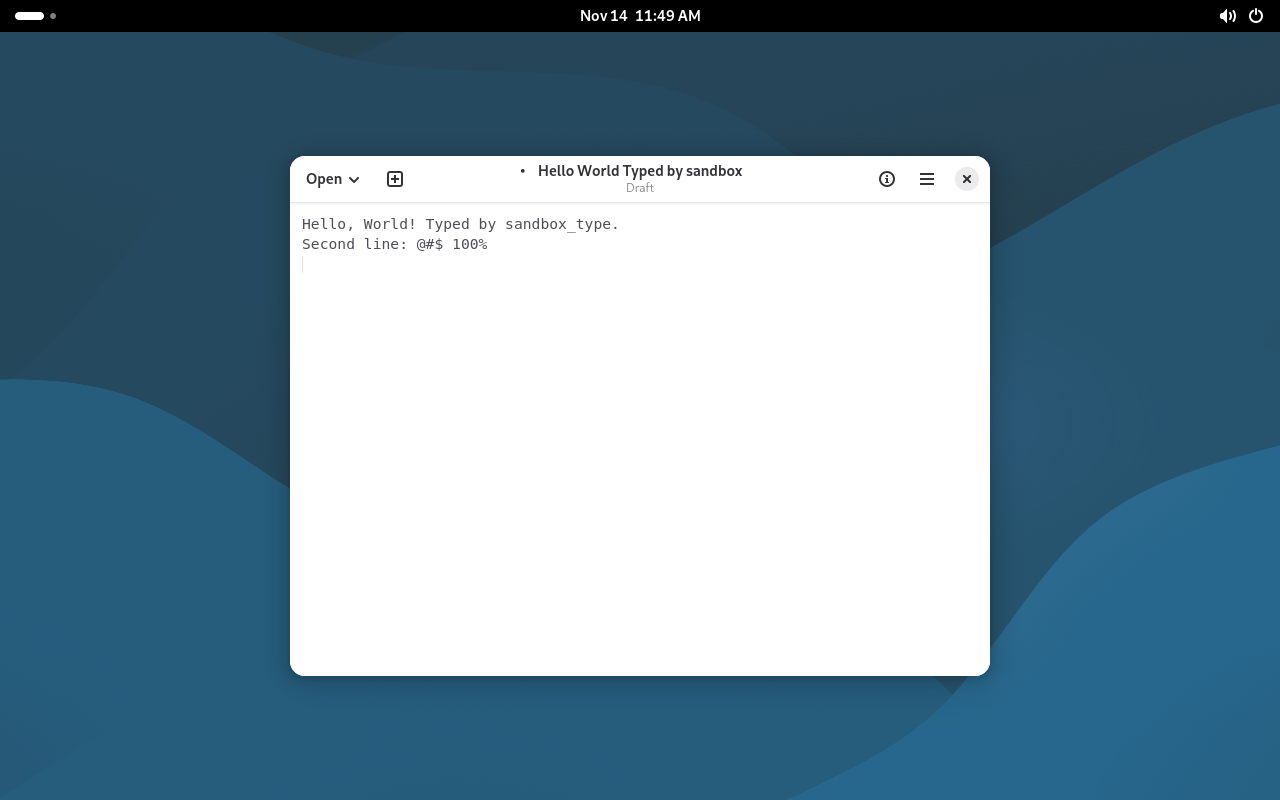 Nov 14 11:49 AM
Open
• Hello World Typed by sandbox
Draft
Hello, World! Typed by sandbox_type.
Second line: @#$ 100%